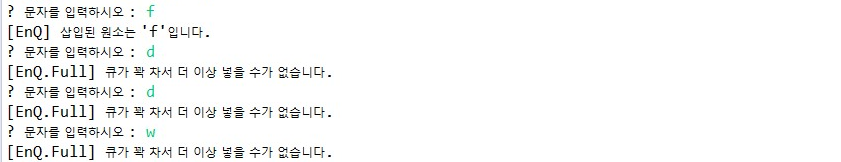 ? 문자를 입력하시오 : f
[EnQ] 삽입된 원소는 'f'입니다.
? 문자를 입력하시오 : d
[EnQ.Full] 큐가 꽉 차서 더 이상 넣을 수가 없습니다.
? 문자를 입력하시오 : d
[EnQ.Full] 큐가 꽉 차서 더 이상 넣을 수가 없습니다.
? 문자를 입력하시오 : w
[EnQ.Full] 큐가 꽉 차서 더 이상 넣을 수가 없습니다.